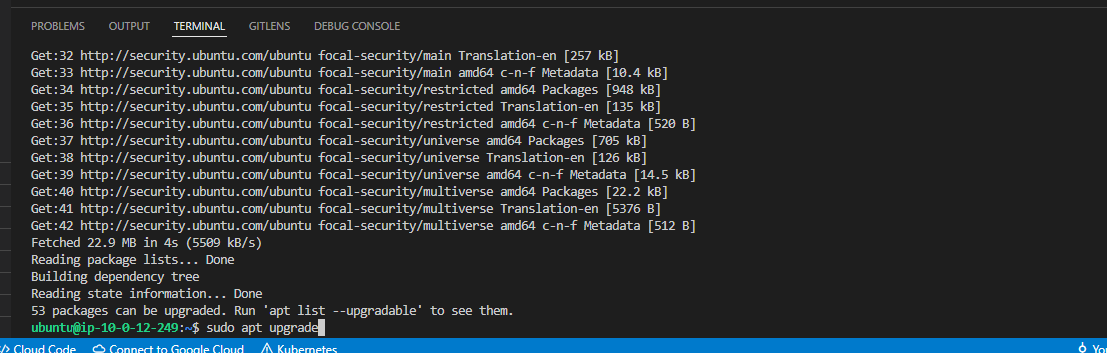 PROBLEMS OUTPUT TERMINAL GITLENS DEBUG CONSOLE
Get:32 http://security.ubuntu.com/ubuntu focal-security/main Translation-en [257 kB]
Get:33 http://security.ubuntu.com/ubuntu focal-security/main amd64 c-n-f Metadata [10.4 kB]
Get:34 http://security.ubuntu.com/ubuntu focal-security/restricted amd64 Packages [948 kB]
Get:35 http://security.ubuntu.com/ubuntu focal-security/restricted Translation-en [135 kB]
Get:36 http://security.ubuntu.com/ubuntu focal-security/restricted amd64 c-n-f Metadata [520 B]
Get:37 http://security.ubuntu.com/ubuntu focal-security/universe amd64 Packages [705 kB]
Get:38 http://security.ubuntu.com/ubuntu focal-security/universe Translation-en [126 kB]
Get:39 http://security.ubuntu.com/ubuntu focal-security/universe amd64 c-n-f Metadata [14.5 kB]
Get:40 http://security.ubuntu.com/ubuntu focal-security/multiverse amd64 Packages [22.2 kB]
Get:41 http://security.ubuntu.com/ubuntu focal-security/multiverse Translation-en [5376 B]
Get:42 http://security.ubuntu.com/ubuntu focal-security/multiverse amd64 c-n-f Metadata [512 B]
Fetched 22.9 MB in 4s (5509 kB/s)
Reading package lists... Done
Building dependency tree
Reading state information... Done
53 packages can be upgraded. Run 'apt list --upgradable' to see them.
ubuntu@ip-10-0-12-249:~$ sudo apt upgrade
Cloud Code Connect to Google Cloud Kubernetes